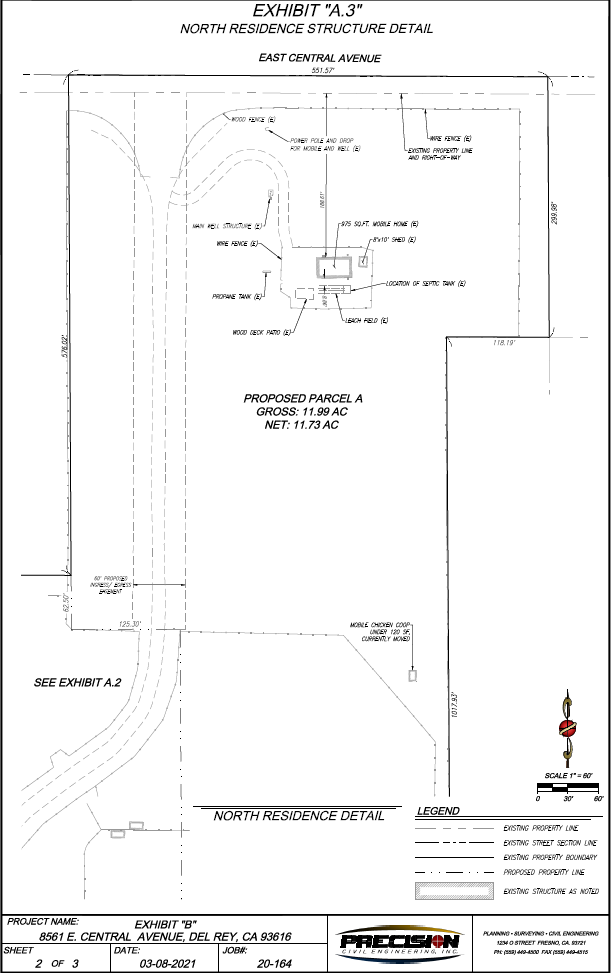 EXHIBIT "A.3"
NORTH RESIDENCE STRUCTURE DETAIL
EAST CENTRAL AVENUE
551.57'
WOOD FENCE (E)
POWER POLE AND DROP
FOR MOBILE AND WELL (E)
WIRE FENCE (E)
EXISTING PROPERTY LINE
AND RIGHT-OF-WAY
299.98'
MAIN WELL STRUCTURE (E)
975 SQ.FT. MOBILE HOME (E)
8'x10' SHED (E)
WIRE FENCE (E)
LOCATION OF SEPTIC TANK (E)
PROPANE TANK (E)
LEACH FIELD (E)
WOOD DECK PATIO (E)
118.19'
576.02'
PROPOSED PARCEL A
GROSS: 11.99 AC
NET: 11.73 AC
60' PROPOSED
INGRESS/ EGRESS
EASEMENT
62.50'
125.30'
MOBILE CHICKEN COOP
UNDER 120 SF,
CURRENTLY MOVED
SEE EXHIBIT A.2
1017.93'
SCALE 1" = 60'
0 30' 60'
NORTH RESIDENCE DETAIL
LEGEND
EXISTING PROPERTY LINE
EXISTING STREET SECTION LINE
EXISTING PROPERTY BOUNDARY
PROPOSED PROPERTY LINE
EXISTING STRUCTURE AS NOTED
PROJECT NAME: EXHIBIT "B"
8561 E. CENTRAL AVENUE, DEL REY, CA 93616
SHEET
2 OF 3
DATE:
03-08-2021
JOB#:
20-164
PRECISION
CIVIL ENGINEERING, INC.
PLANNING • SURVEYING • CIVIL ENGINEERING
1234 O STREET FRESNO, CA. 93721
PH: (559) 449-4500 FAX (559) 449-4515